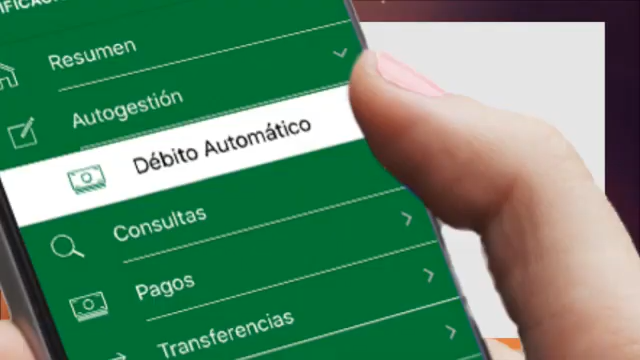 Resumen
Autogestión
Débito Automático
Consultas
Pagos
Transferencias